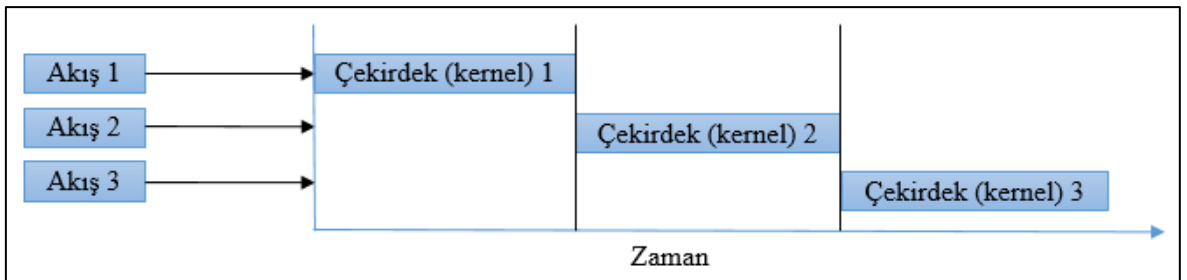 Akış 1
Çekirdek (kernel) 1
Akış 2
Çekirdek (kernel) 2
Akış 3
Çekirdek (kernel) 3
Zaman